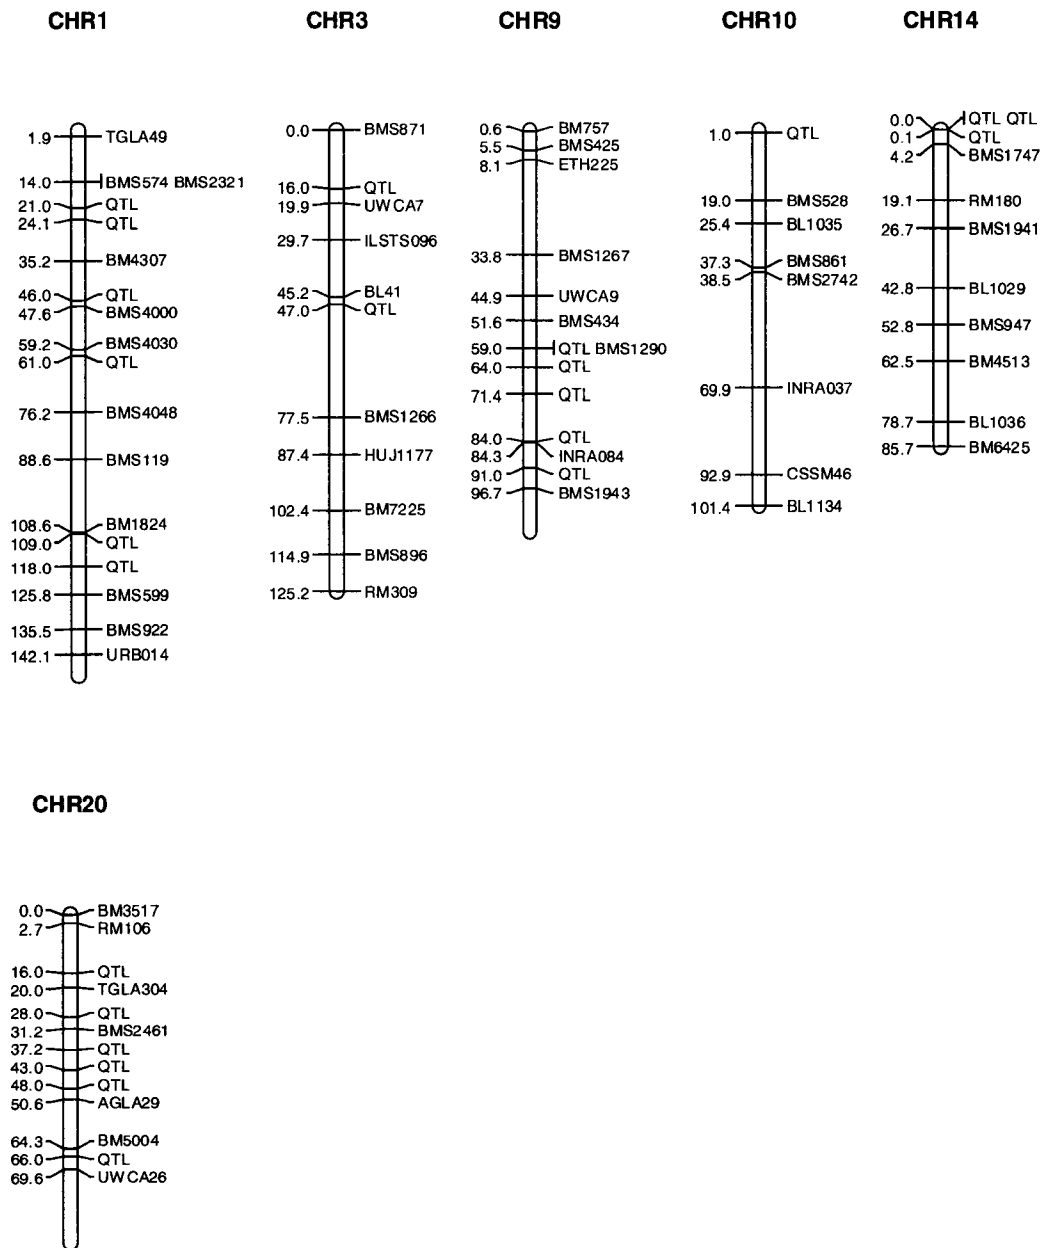 CHR1
1.9 TGLA49
14.0 BMS574 BMS2321
21.0 QTL
24.1 QTL
35.2 BM4307
46.0 QTL
47.6 BMS4000
59.2 BMS4030
61.0 QTL
76.2 BMS4048
88.6 BMS119
108.6 BM1824
109.0 QTL
118.0 QTL
125.8 BMS599
135.5 BMS922
142.1 URB014
CHR3
0.0 BMS871
16.0 QTL
19.9 UWCA7
29.7 ILSTS096
45.2 BL41
47.0 QTL
77.5 BMS1266
87.4 HUJ1177
102.4 BM7225
114.9 BMS896
125.2 RM309
CHR9
0.6 BM757
5.5 BMS425
8.1 ETH225
33.8 BMS1267
44.9 UWCA9
51.6 BMS434
59.0 QTL BMS1290
64.0 QTL
71.4 QTL
84.0 QTL
84.3 INRA084
91.0 QTL
96.7 BMS1943
CHR10
1.0 QTL
19.0 BMS528
25.4 BL1035
37.3 BMS861
38.5 BMS2742
69.9 INRA037
92.9 CSSM46
101.4 BL1134
CHR14
0.0 QTL QTL
0.1 QTL
4.2 BMS1747
19.1 RM180
26.7 BMS1941
42.8 BL1029
52.8 BMS947
62.5 BM4513
78.7 BL1036
85.7 BM6425
CHR20
0.0 BM3517
2.7 RM106
16.0 QTL
20.0 TGLA304
28.0 QTL
31.2 BMS2461
37.2 QTL
43.0 QTL
48.0 QTL
50.6 AGLA29
64.3 BM5004
66.0 QTL
69.6 UWCA26